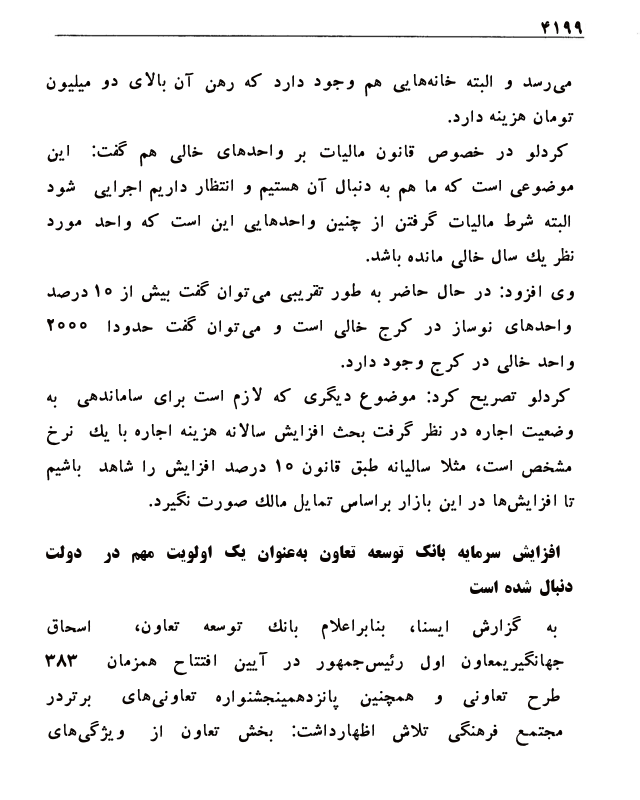 ۴۱۹۹
می‌رسد و البته خانه‌هایی هم وجود دارد که رهن آن بالای دو میلیون
تومان هزینه دارد.
کردلو در خصوص قانون مالیات بر واحدهای خالی هم گفت: این
موضوعی است که ما هم به دنبال آن هستیم و انتظار داریم اجرایی شود
البته شرط مالیات گرفتن از چنین واحدهایی این است که واحد مورد
نظر یك سال خالی مانده باشد.
وی افزود: در حال حاضر به طور تقریبی می‌توان گفت بیش از ۱۰ درصد
واحدهای نوساز در کرج خالی است و می‌توان گفت حدودا ۲۰۰۰
واحد خالی در کرج وجود دارد.
کردلو تصریح کرد: موضوع دیگری که لازم است برای ساماندهی به
وضعیت اجاره در نظر گرفت بحث افزایش سالانه هزینه اجاره با یك نرخ
مشخص است، مثلا سالیانه طبق قانون ۱۰ درصد افزایش را شاهد باشیم
تا افزایش‌ها در این بازار براساس تمایل مالك صورت نگیرد.
افزایش سرمایه بانک توسعه تعاون به‌عنوان یک اولویت مهم در دولت
دنبال شده است
به گزارش ایسنا، بنابراعلام بانك توسعه تعاون، اسحاق
جهانگیریمعاون اول رئیس‌جمهور در آیین افتتاح همزمان ۳۸۳
طرح تعاونی و همچنین پانزدهمینجشنواره تعاونی‌های برتردر
مجتمع فرهنگی تلاش اظهارداشت: بخش تعاون از ویژگی‌های